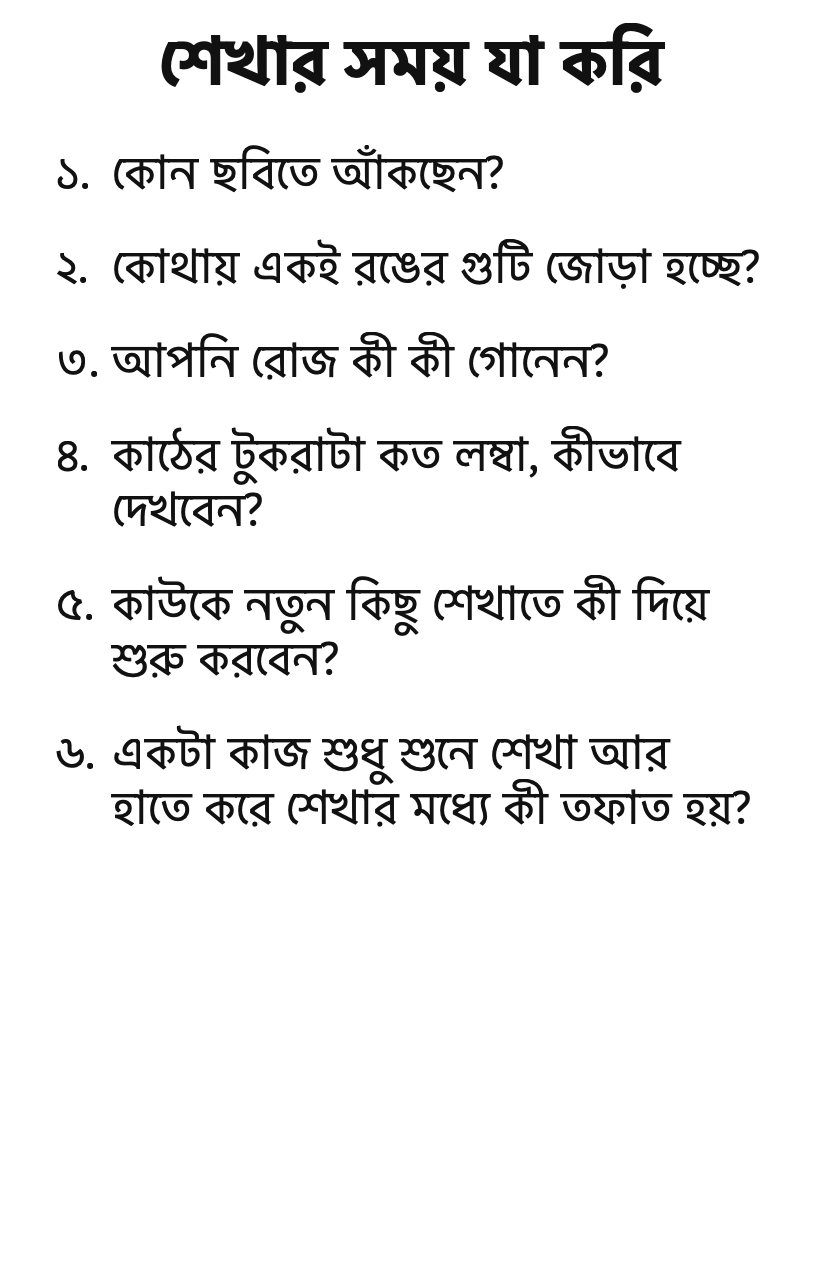 শেখার সময় যা করি
১. কোন ছবিতে আঁকছেন?
২. কোথায় একই রঙের গুটি জোড়া হচ্ছে?
৩. আপনি রোজ কী কী গোনেন?
৪. কাঠের টুকরাটা কত লম্বা, কীভাবে
দেখবেন?
৫. কাউকে নতুন কিছু শেখাতে কী দিয়ে
শুরু করবেন?
৬. একটা কাজ শুধু শুনে শেখা আর
হাতে করে শেখার মধ্যে কী তফাত হয়?